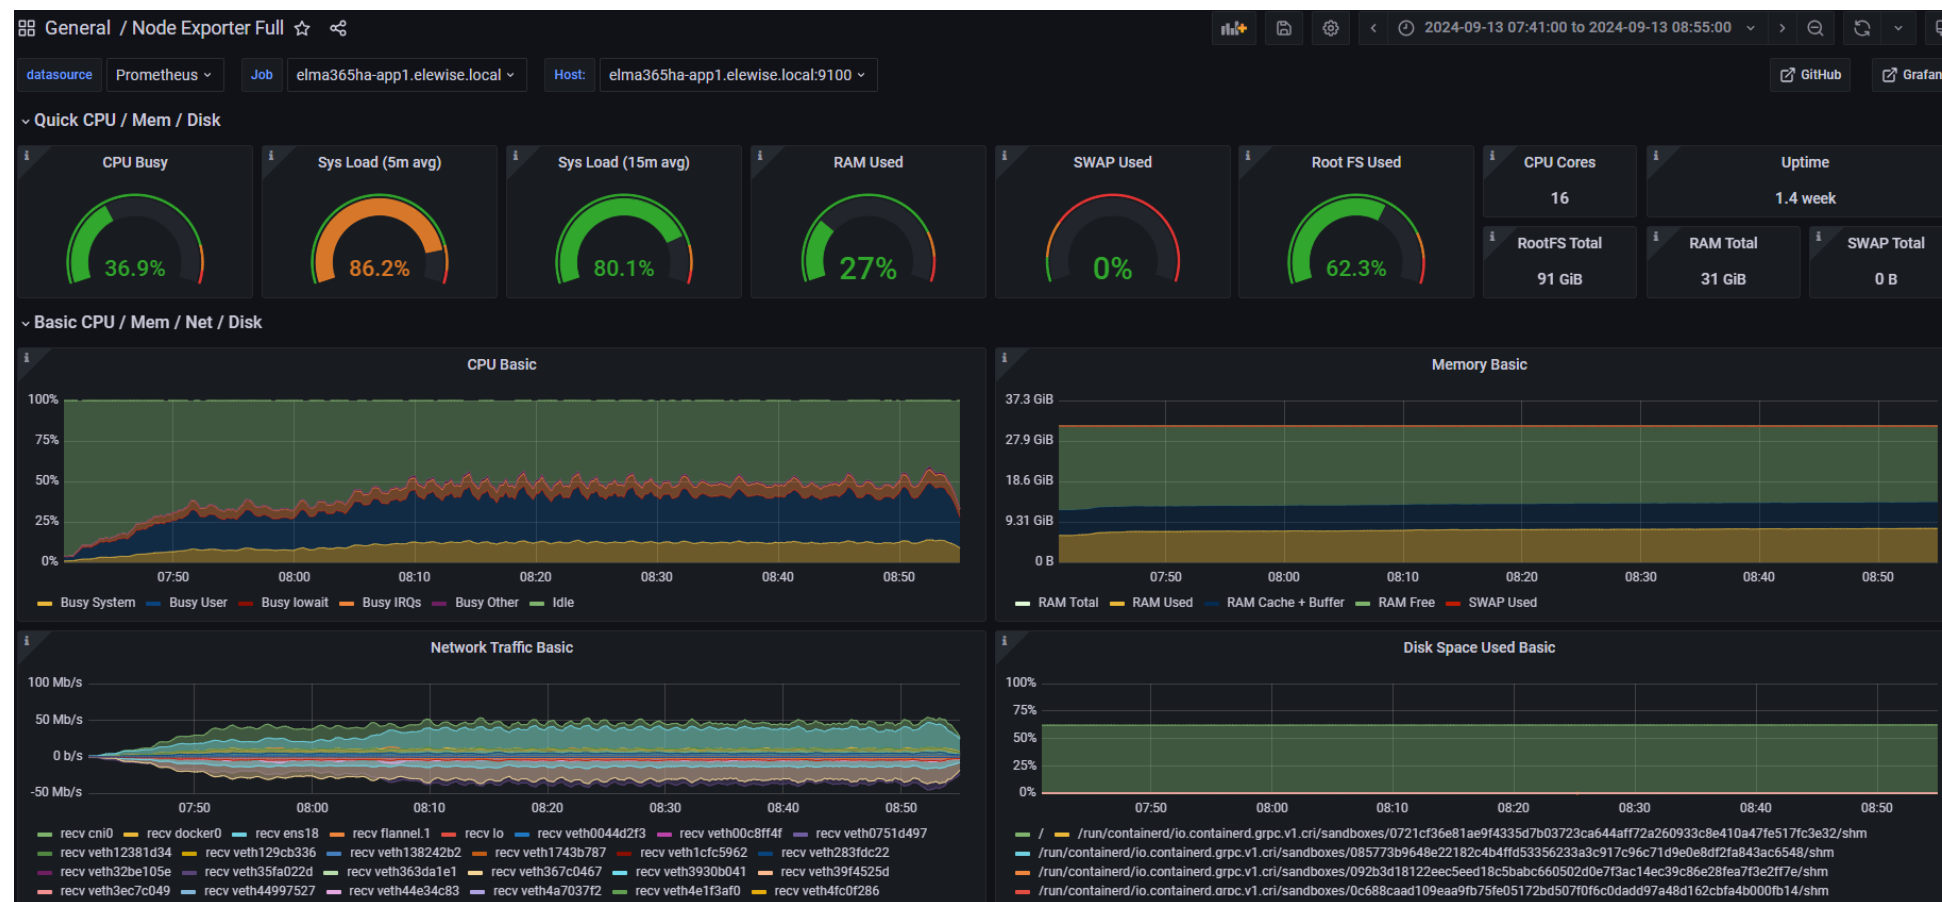 General / Node Exporter Full 2024-09-13 07:41:00 to 2024-09-13 08:55:00
datasource Prometheus Job elma365ha-app1.elewise.local Host: elma365ha-app1.elewise.local:9100 GitHub Grafan
Quick CPU / Mem / Disk
CPU Busy
36.9%
Sys Load (5m avg)
86.2%
Sys Load (15m avg)
80.1%
RAM Used
27%
SWAP Used
0%
Root FS Used
62.3%
CPU Cores
16
Uptime
1.4 week
RootFS Total
91 GiB
RAM Total
31 GiB
SWAP Total
0 B
Basic CPU / Mem / Net / Disk
CPU Basic
100%
75%
50%
25%
0%
07:50 08:00 08:10 08:20 08:30 08:40 08:50
Busy System Busy User Busy Iowait Busy IRQs Busy Other Idle
Memory Basic
37.3 GiB
27.9 GiB
18.6 GiB
9.31 GiB
0 B
07:50 08:00 08:10 08:20 08:30 08:40 08:50
RAM Total RAM Used RAM Cache + Buffer RAM Free SWAP Used
Network Traffic Basic
100 Mb/s
50 Mb/s
0 b/s
-50 Mb/s
07:50 08:00 08:10 08:20 08:30 08:40 08:50
recv cni0 recv docker0 recv ens18 recv flannel.1 recv lo recv veth0044d2f3 recv veth00c8ff4f recv veth0751d497
recv veth12381d34 recv veth129cb336 recv veth138242b2 recv veth1743b787 recv veth1cfc5962 recv veth283fdc22
recv veth32be105e recv veth35fa022d recv veth363da1e1 recv veth367c0467 recv veth3930b041 recv veth39f4525d
recv veth3ec7c049 recv veth44997527 recv veth44e34c83 recv veth4a7037f2 recv veth4e1f3af0 recv veth4fc0f286
Disk Space Used Basic
100%
75%
50%
25%
0%
07:50 08:00 08:10 08:20 08:30 08:40 08:50
/ /run/containerd/io.containerd.grpc.v1.cri/sandboxes/0721cf36e81ae9f4335d7b03723ca644aff72a260933c8e410a47fe517fc3e32/shm
/run/containerd/io.containerd.grpc.v1.cri/sandboxes/085773b9648e22182c4b4ffd53356233a3c917c96c71d9e0e8df2fa843ac6548/shm
/run/containerd/io.containerd.grpc.v1.cri/sandboxes/092b3d18122eec5eed18c5babc660502d0e7f3ac14ec39c86e28fea7f3e2ff7e/shm
/run/containerd/io.containerd.grpc.v1.cri/sandboxes/0c688caad109eaa9fb75fe05172bd507f0f6c0dadd97a48d162cbfa4b000fb14/shm